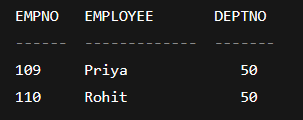 EMPNO  EMPLOYEE       DEPTNO
------  -------------  -------
109     Priya              50
110     Rohit              50